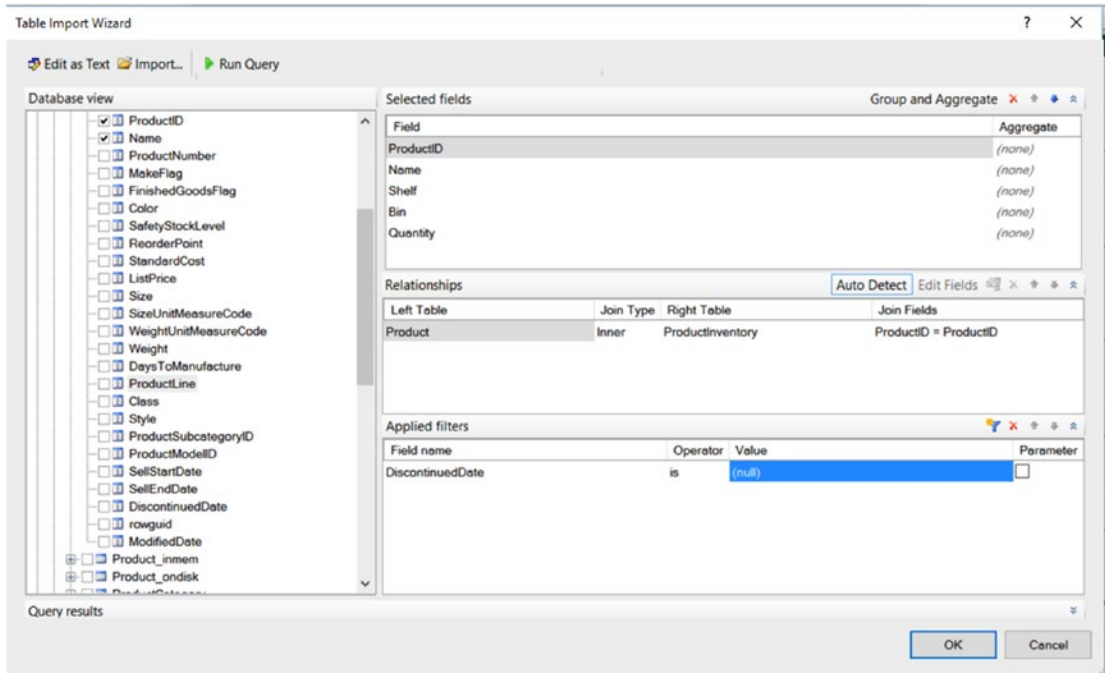 Table Import Wizard ? ×
Edit as Text Import... Run Query
Database view
ProductID
Name
ProductNumber
MakeFlag
FinishedGoodsFlag
Color
SafetyStockLevel
ReorderPoint
StandardCost
ListPrice
Size
SizeUnitMeasureCode
WeightUnitMeasureCode
Weight
DaysToManufacture
ProductLine
Class
Style
ProductSubcategoryID
ProductModelID
SellStartDate
SellEndDate
DiscontinuedDate
rowguid
ModifiedDate
Product_inmem
Product_ondisk
ProductCategory
Selected fields Group and Aggregate
Field Aggregate
ProductID (none)
Name (none)
Shelf (none)
Bin (none)
Quantity (none)
Relationships Auto Detect Edit Fields
Left Table Join Type Right Table Join Fields
Product Inner ProductInventory ProductID = ProductID
Applied filters
Field name Operator Value Parameter
DiscontinuedDate is (null)
Query results
OK Cancel